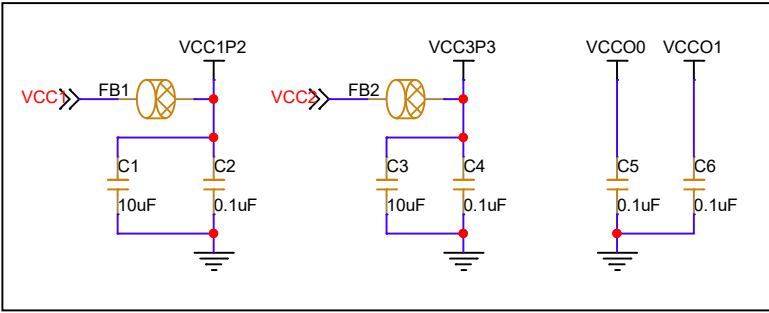 VCC1P2
VCC3P3
VCCO0
VCCO1
VCC1
FB1
VCC2
FB2
C1
C2
C3
C4
C5
C6
10uF
0.1uF
10uF
0.1uF
0.1uF
0.1uF